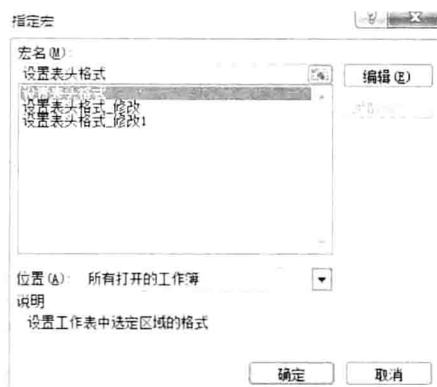 指定宏
宏名(M):
设置表头格式
编辑(E)
设置表头格式
设置表头格式_修改
设置表头格式_修改1
位置(A): 所有打开的工作簿
说明
设置工作表中选定区域的格式
确定
取消